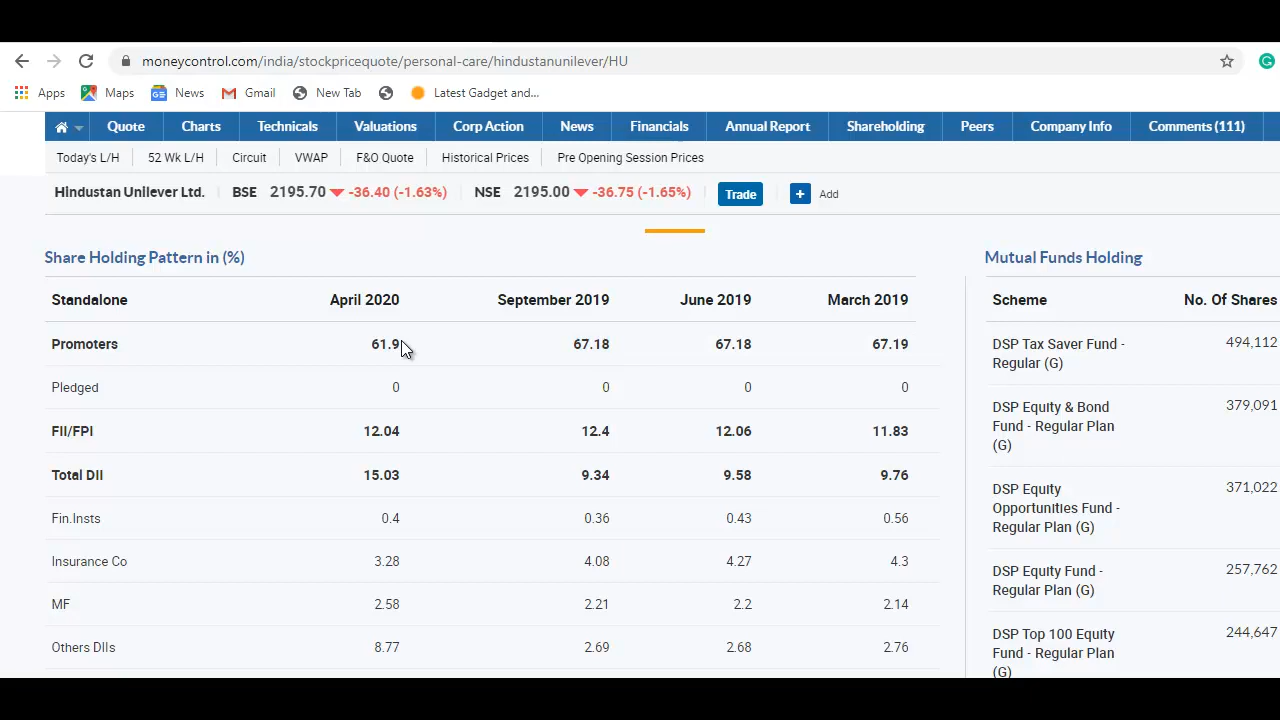 moneycontrol.com/india/stockpricequote/personal-care/hindustanunilever/HU
Apps Maps News Gmail New Tab Latest Gadget and...
Quote Charts Technicals Valuations Corp Action News Financials Annual Report Shareholding Peers Company Info Comments (111)
Today's L/H 52 Wk L/H Circuit VWAP F&O Quote Historical Prices Pre Opening Session Prices
Hindustan Unilever Ltd. BSE 2195.70 -36.40 (-1.63%) NSE 2195.00 -36.75 (-1.65%) Trade + Add
Share Holding Pattern in (%)
Standalone April 2020 September 2019 June 2019 March 2019
Promoters 61.9 67.18 67.18 67.19
Pledged 0 0 0 0
FII/FPI 12.04 12.4 12.06 11.83
Total DII 15.03 9.34 9.58 9.76
Fin.Insts 0.4 0.36 0.43 0.56
Insurance Co 3.28 4.08 4.27 4.3
MF 2.58 2.21 2.2 2.14
Others DIIs 8.77 2.69 2.68 2.76
Mutual Funds Holding
Scheme No. Of Shares
DSP Tax Saver Fund - 494,112
Regular (G)
DSP Equity & Bond 379,091
Fund - Regular Plan
(G)
DSP Equity 371,022
Opportunities Fund -
Regular Plan (G)
DSP Equity Fund - 257,762
Regular Plan (G)
DSP Top 100 Equity 244,647
Fund - Regular Plan
(G)